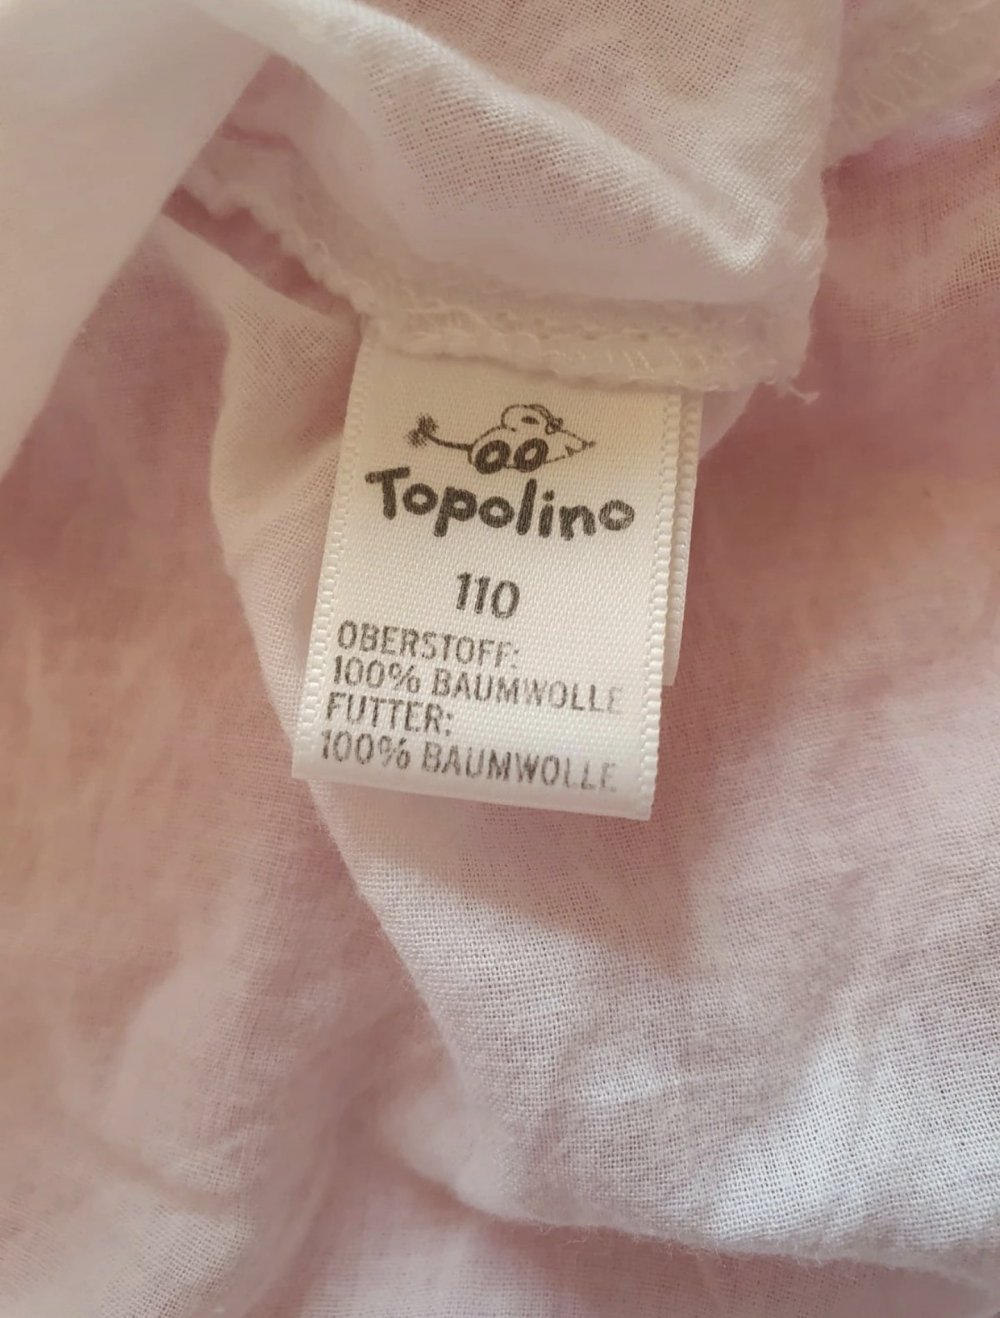 Topolino
110
OBERSTOFF:
100% BAUMWOLLE
FUTTER:
100% BAUMWOLLE